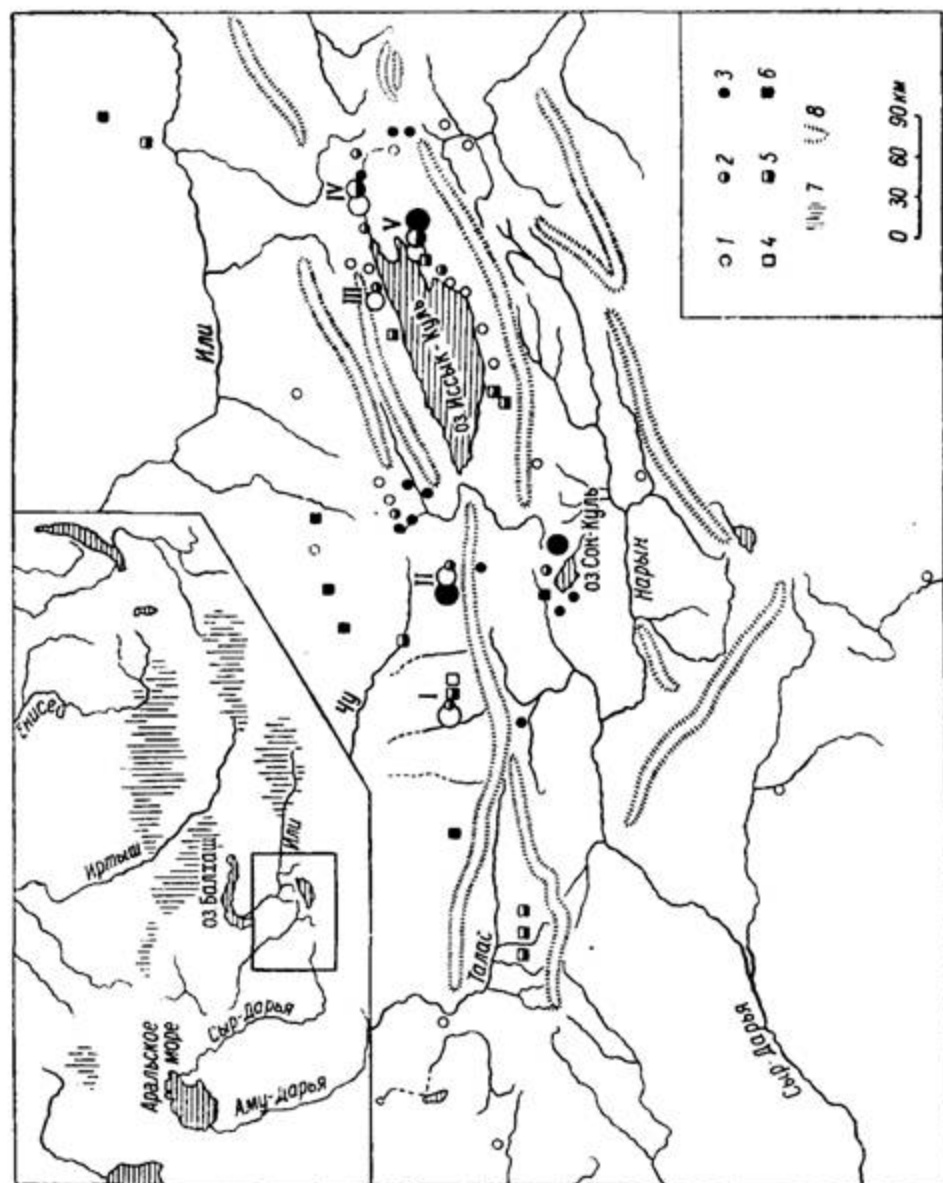 Енисей
Иртыш
оз Балхаш
Или
Аральское
море
Сыр-Дарья
Аму-Дарья
Или
Чу
I
II
III
IV
V
оз Иссык-Куль
оз Сон-Куль
Нарын
Талас
Сыр-Дарья
1
2
3
4
5
6
7
8
0 30 60 90 км